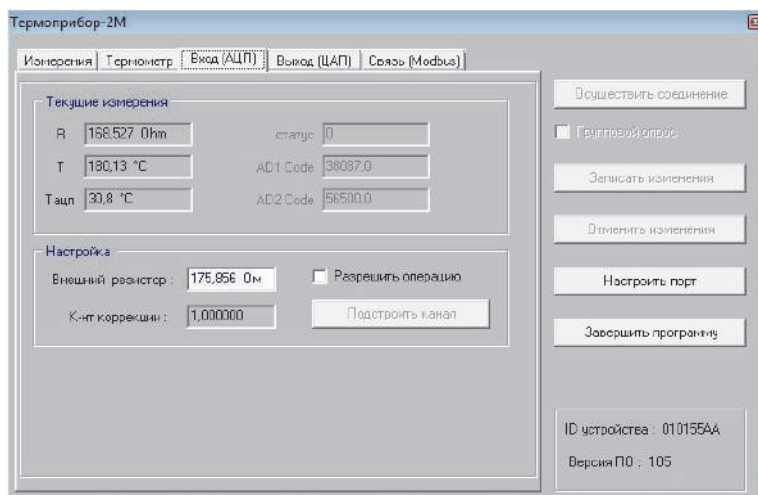 Термоприбор-2М
Измерения Термометр Вход (АЦП) Выход (ЦАП) Связь (Modbus)
Текущие измерения
R 168,527 Ohm статус 0
T 180,13 °C AD1 Code 38087,0
Тацп 30,8 °C AD2 Code 56500,0
Настройка
Внешний резистор : 175,856 Ом Разрешить операцию
К-нт коррекции : 1,000000 Подстроить канал
Осуществить соединение
Групповой опрос
Записать изменения
Отменить изменения
Настроить порт
Завершить программу
ID устройства : 010155AA
Версия ПО : 105